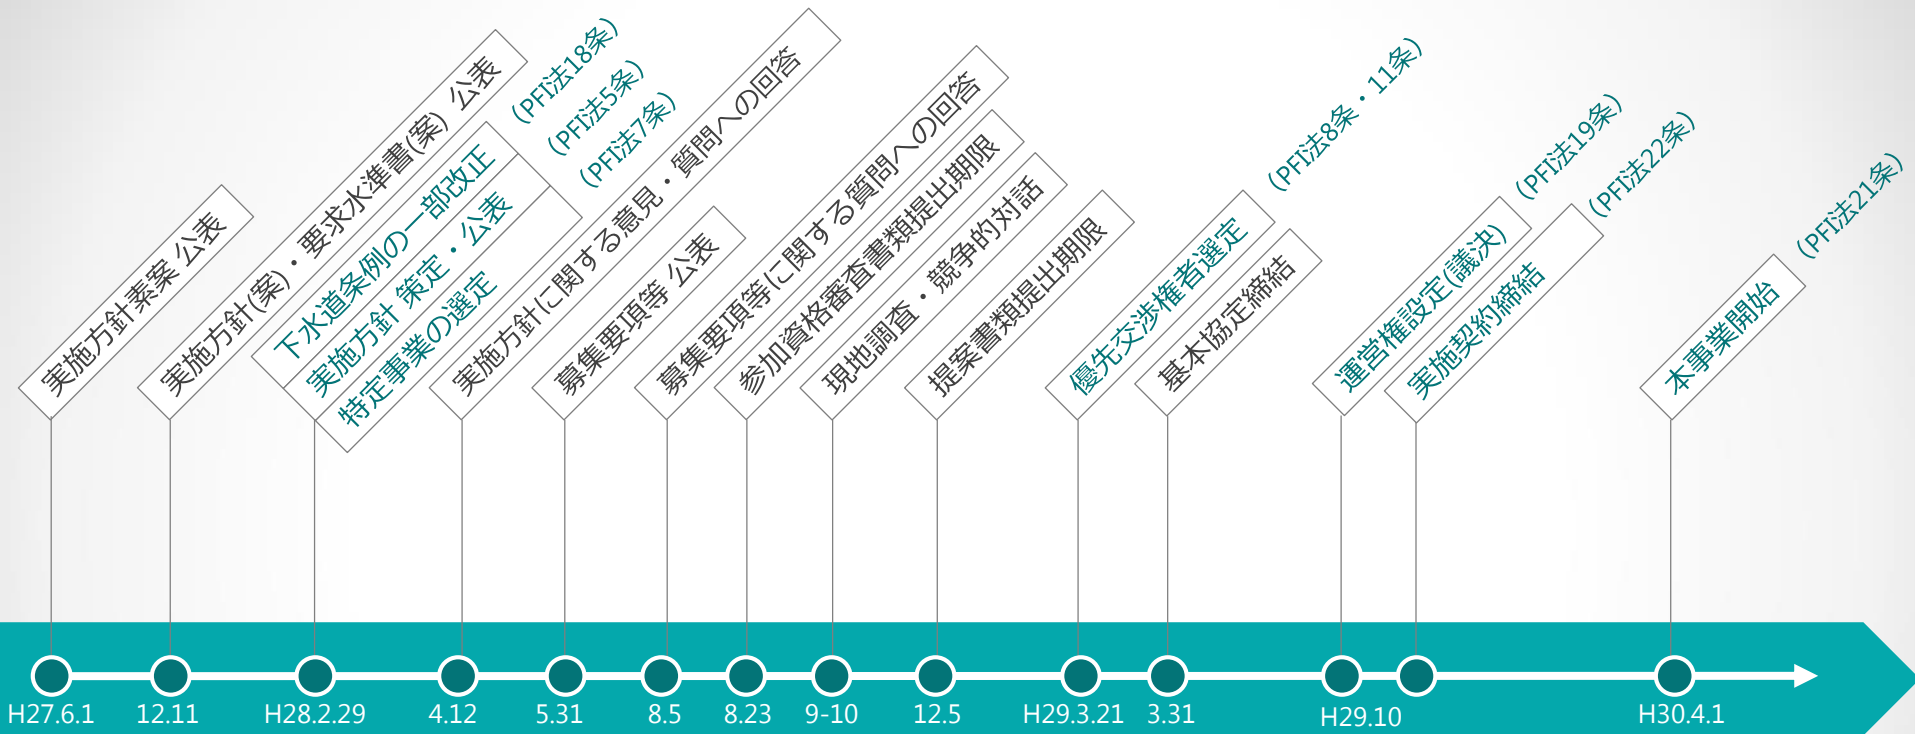 実施方針素案 公表
実施方針(案)・要求水準書(案) 公表
下水道条例の一部改正
(PFI法18条)
実施方針 策定・公表
(PFI法5条)
特定事業の選定
(PFI法7条)
実施方針に関する意見・質問への回答
募集要項等 公表
募集要項等に関する質問への回答
参加資格審査書類提出期限
現地調査・競争的対話
提案書類提出期限
優先交渉権者選定
(PFI法8条・11条)
基本協定締結
運営権設定(議決)
(PFI法19条)
実施契約締結
(PFI法22条)
本事業開始
(PFI法21条)
H27.6.1
12.11
H28.2.29
4.12
5.31
8.5
8.23
9-10
12.5
H29.3.21
3.31
H29.10
H30.4.1